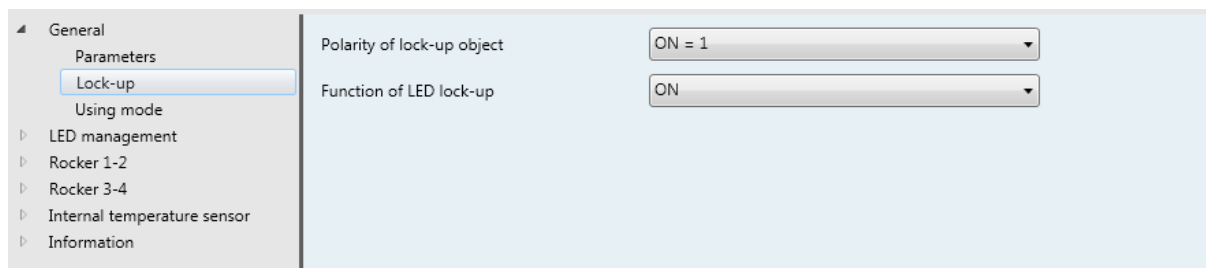 General
Parameters
Lock-up
Using mode
LED management
Rocker 1-2
Rocker 3-4
Internal temperature sensor
Information
Polarity of lock-up object
ON = 1
Function of LED lock-up
ON